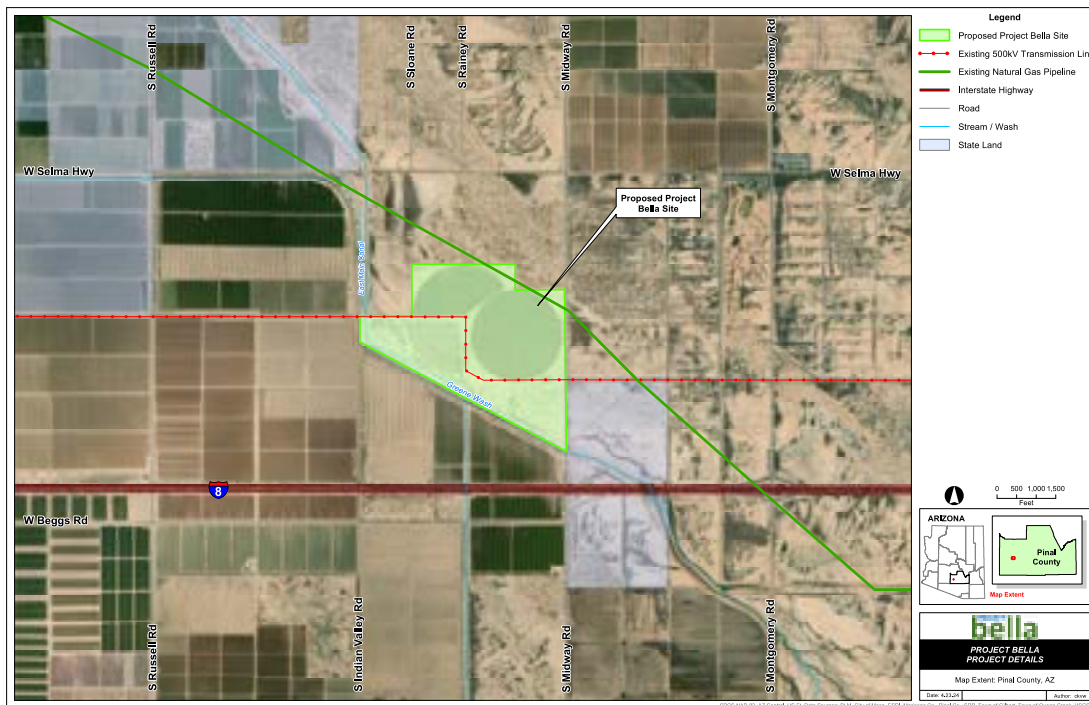 S Russell Rd
S Sloane Rd
S Rainey Rd
S Midway Rd
S Montgomery Rd
Legend
Proposed Project Bella Site
Existing 500kV Transmission Lin
Existing Natural Gas Pipeline
Interstate Highway
Road
Stream / Wash
State Land
W Selma Hwy
W Selma Hwy
Proposed Project
Bella Site
East Main Canal
Greene Wash
8
W Beggs Rd
0 500 1,000 1,500
Feet
ARIZONA
Pinal
County
Map Extent
S Russell Rd
S Indian Valley Rd
S Midway Rd
S Montgomery Rd
bella
PROJECT BELLA
PROJECT DETAILS
Map Extent: Pinal County, AZ
Date: 4.23.24
Author: